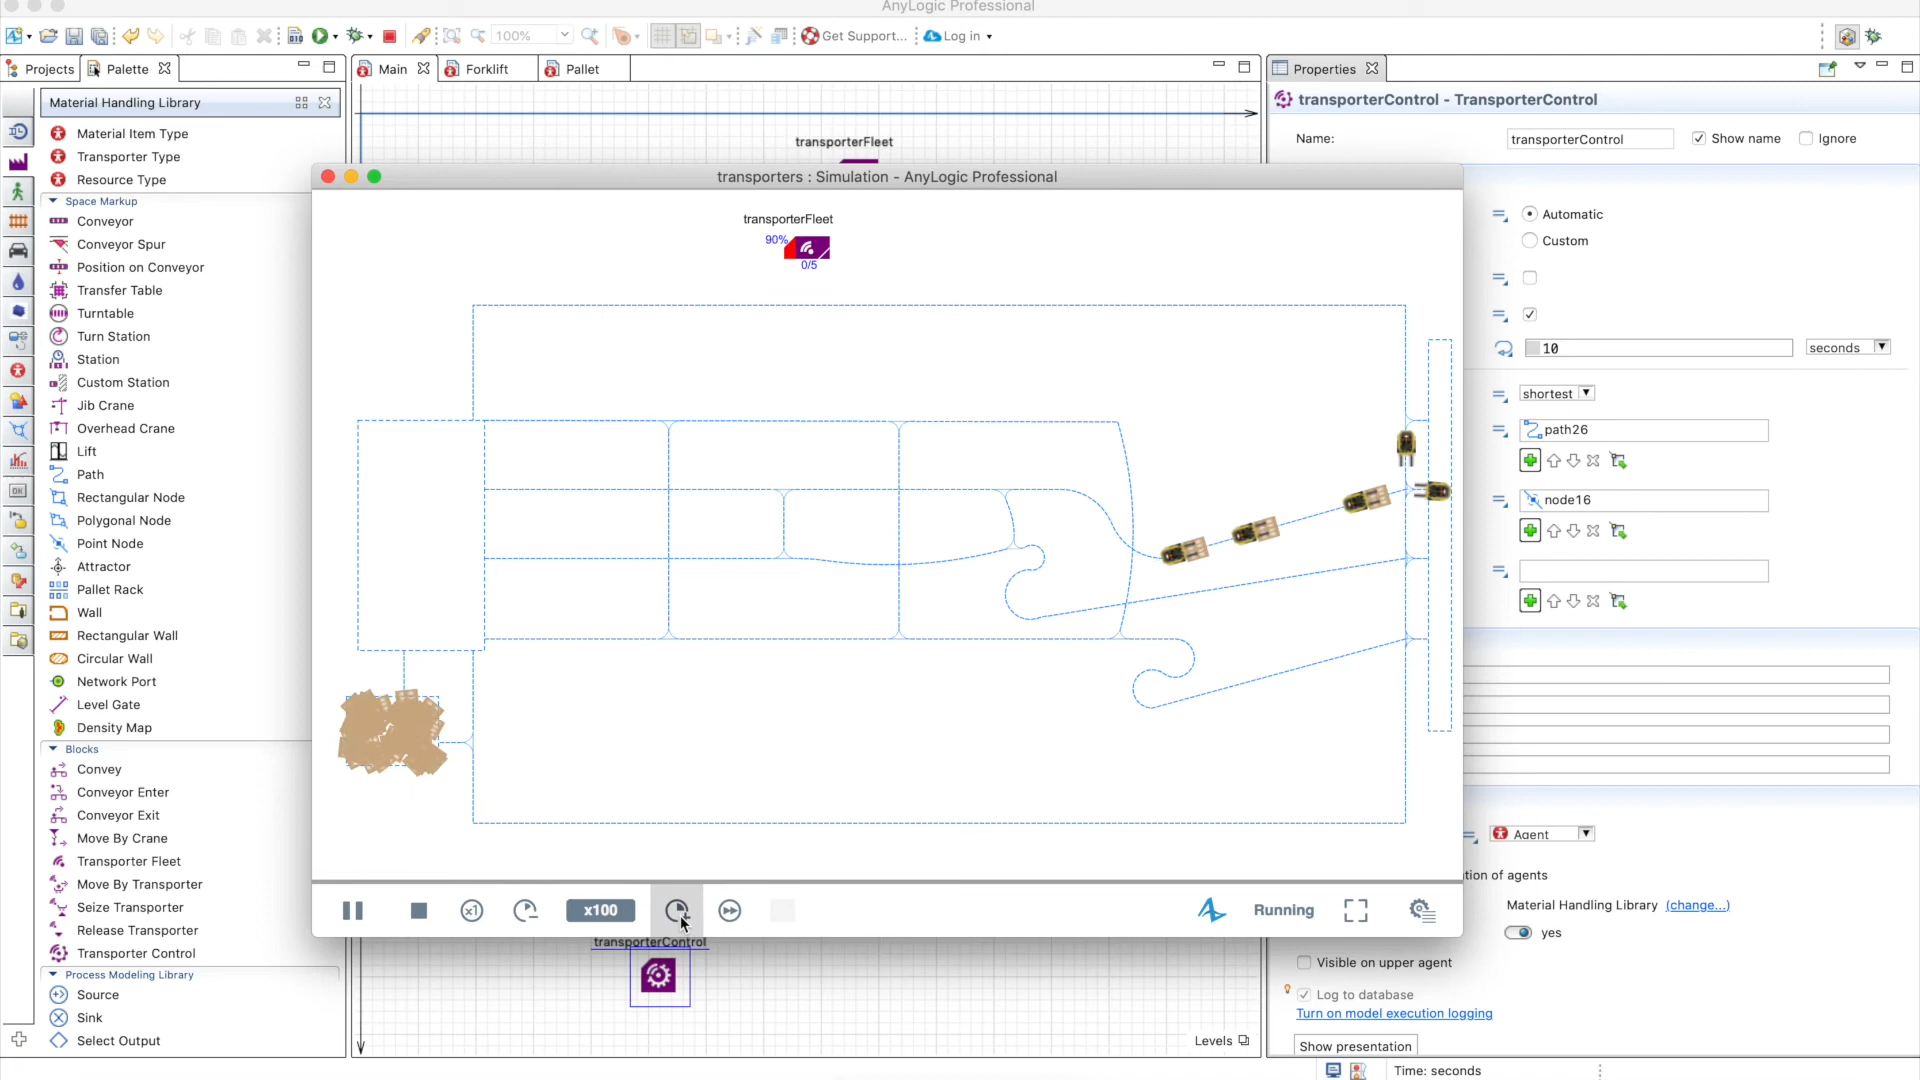 AnyLogic Professional
100%
Get Support...
Log in
Projects
Palette
Main
Forklift
Pallet
Properties
Material Handling Library
Material Item Type
Transporter Type
Resource Type
Space Markup
Conveyor
Conveyor Spur
Position on Conveyor
Transfer Table
Turntable
Turn Station
Station
Custom Station
Jib Crane
Overhead Crane
Lift
Path
Rectangular Node
Polygonal Node
Point Node
Attractor
Pallet Rack
Wall
Rectangular Wall
Circular Wall
Network Port
Level Gate
Density Map
Blocks
Convey
Conveyor Enter
Conveyor Exit
Move By Crane
Transporter Fleet
Move By Transporter
Seize Transporter
Release Transporter
Transporter Control
Process Modeling Library
Source
Sink
Select Output
transporterFleet
transporters : Simulation - AnyLogic Professional
transporterFleet
90%
0/5
x1
x100
Running
transporterControl
Levels
transporterControl - TransporterControl
Name:
transporterControl
Show name
Ignore
Automatic
Custom
10
seconds
shortest
path26
node16
Agent
tion of agents
Material Handling Library (change...)
yes
Visible on upper agent
Log to database
Turn on model execution logging
Show presentation
Time: seconds